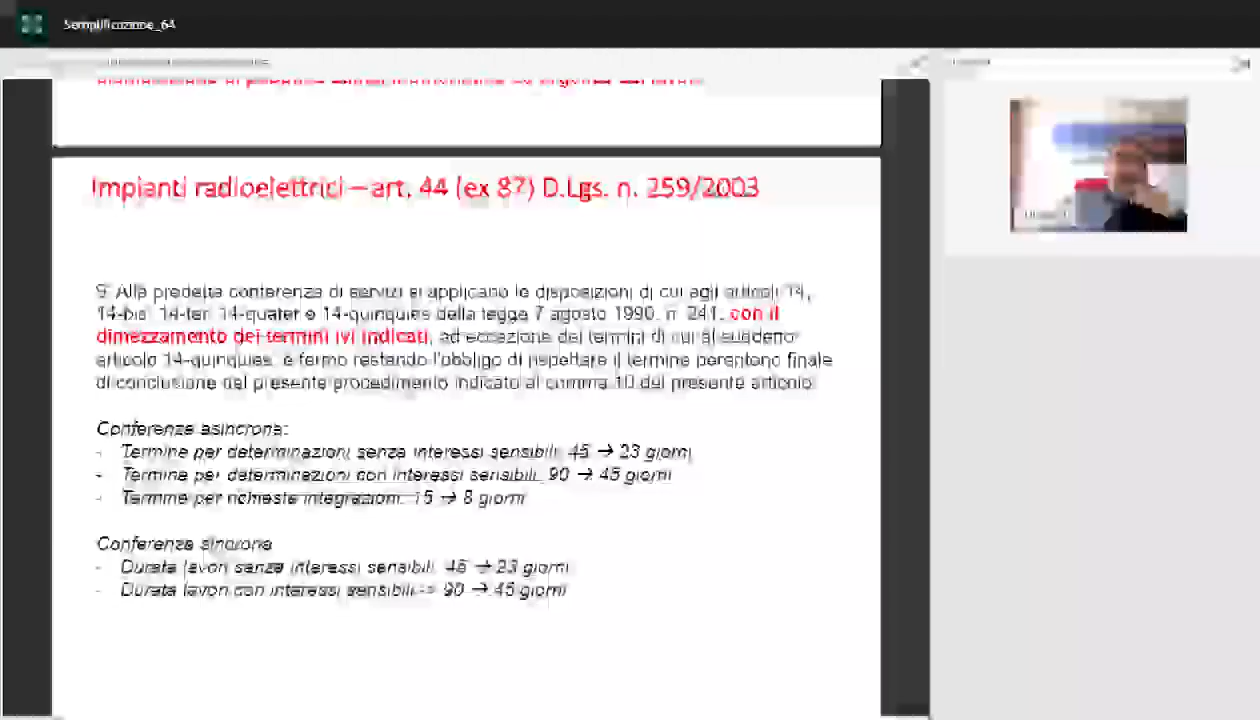 Semplificazione_64
Impianti radioelettrici – art. 44 (ex 87) D.Lgs. n. 259/2003
9. Alla predetta conferenza di servizi si applicano le disposizioni di cui agli articoli 14,
14-bis, 14-ter, 14-quater e 14-quinquies della legge 7 agosto 1990, n. 241, con il
dimezzamento dei termini ivi indicati, ad eccezione dei termini di cui al suddetto
articolo 14-quinquies, e fermo restando l'obbligo di rispettare il termine perentorio finale
di conclusione del presente procedimento indicato al comma 10 del presente articolo.
Conferenza asincrona:
- Termine per determinazioni senza interessi sensibili: 45 → 23 giorni
- Termine per determinazioni con interessi sensibili: 90 → 45 giorni
- Termine per richieste integrazioni: 15 → 8 giorni
Conferenza sincrona
- Durata lavori senza interessi sensibili: 45 → 23 giorni
- Durata lavori con interessi sensibili: 90 → 45 giorni